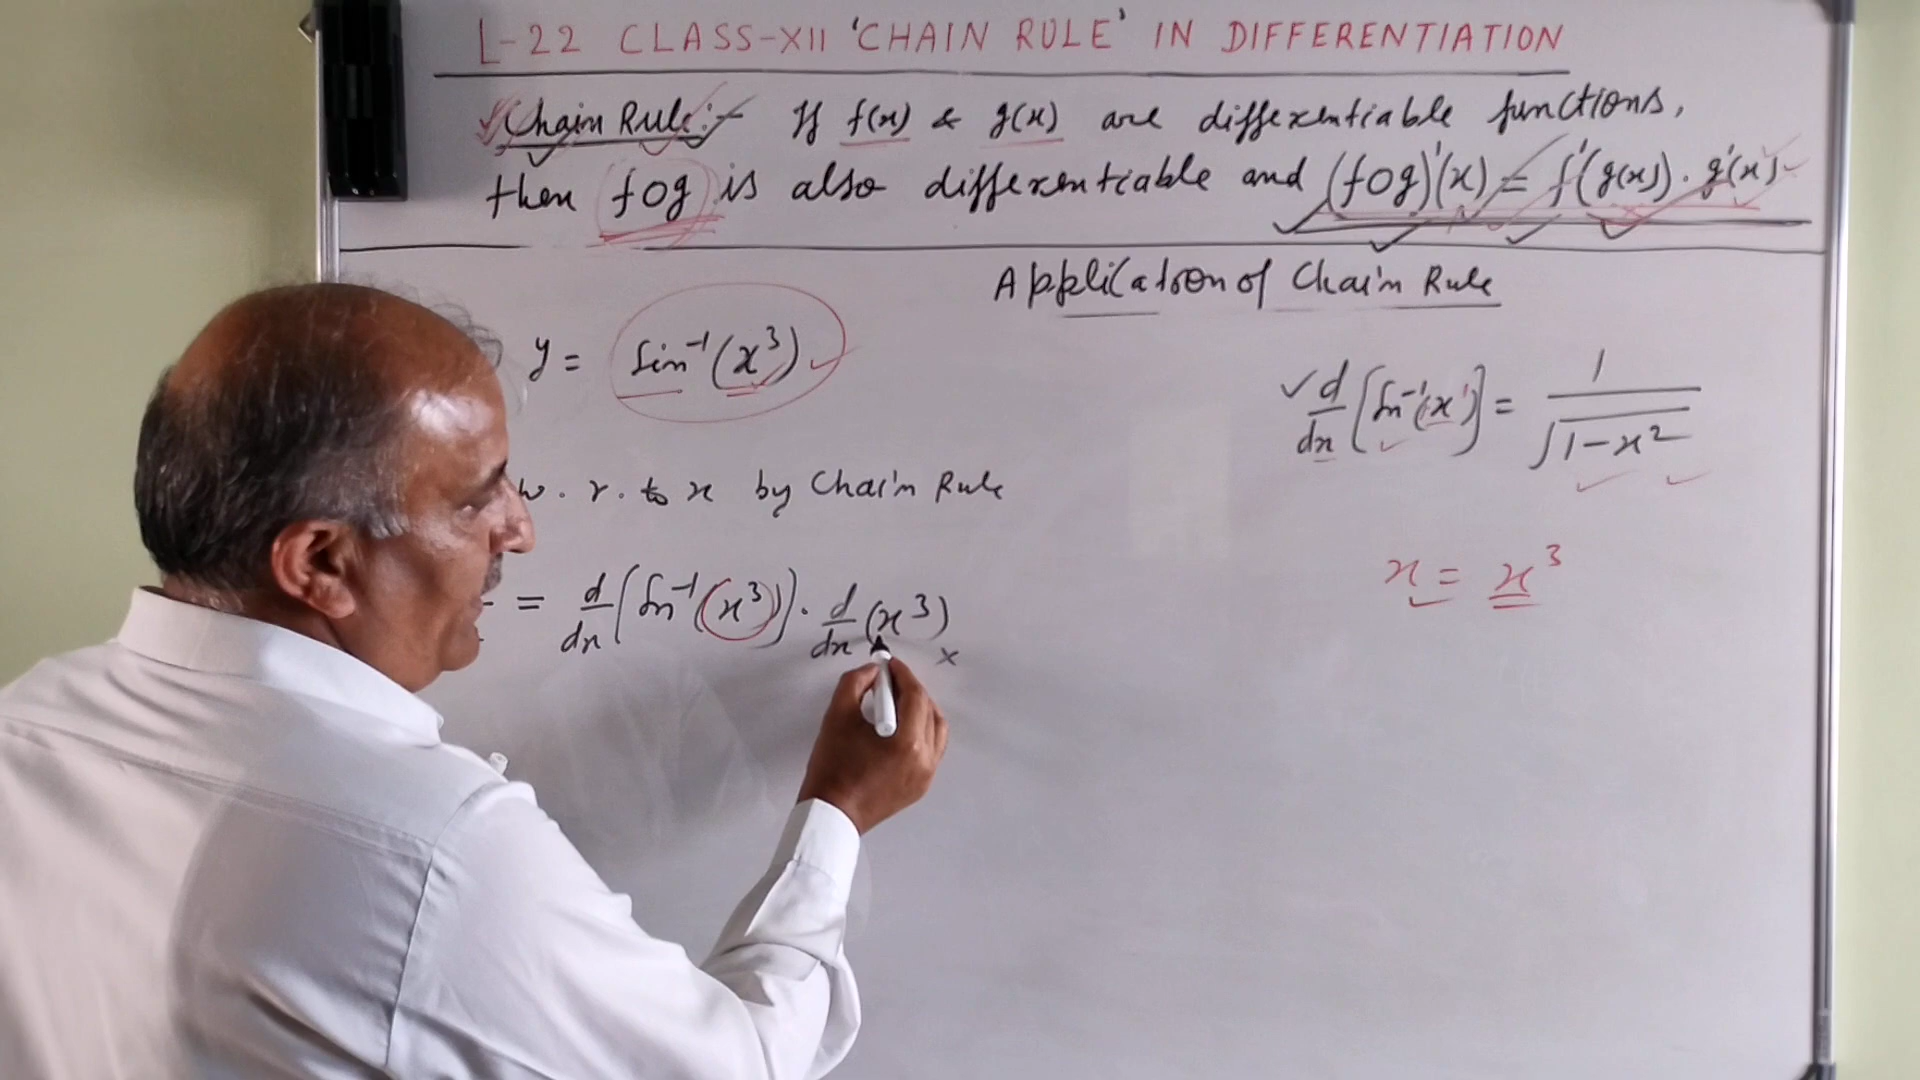 L-22 CLASS-XII 'CHAIN RULE' IN DIFFERENTIATION
Chain Rule:- If f(x) & g(x) are differentiable functions,
then fog is also differentiable and (fog)'(x) = f'(g(x)). g'(x)
Application of Chain Rule
y = Sin⁻¹(x³)
d/dx [Sn⁻¹(x)] = 1/√1-x²
w. r. to x by Chain Rule
x = x³
= d/dx (Sn⁻¹(x³)) . d/dx (x³)
x